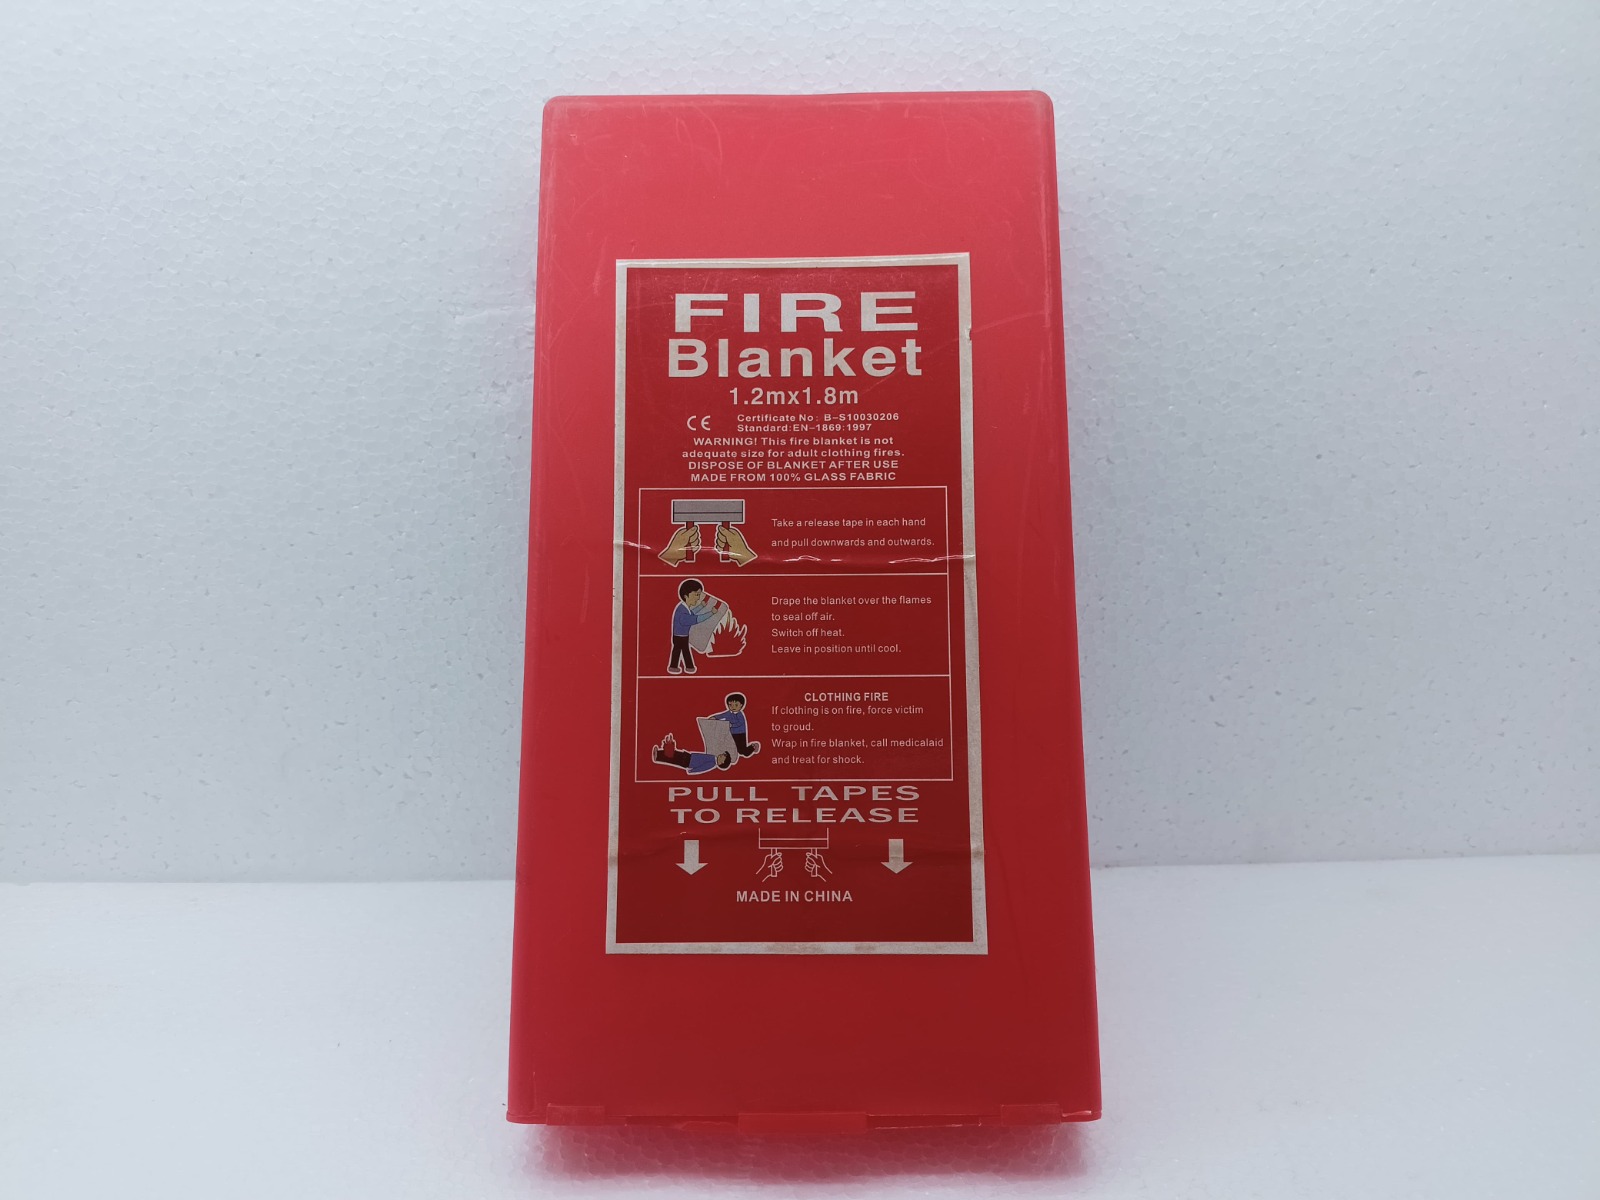 FIRE
Blanket
1.2mx1.8m
CE
Certificate No: B-S10030206
Standard:EN-1869:1997
WARNING! This fire blanket is not
adequate size for adult clothing fires.
DISPOSE OF BLANKET AFTER USE
MADE FROM 100% GLASS FABRIC
Take a release tape in each hand
and pull downwards and outwards.
Drape the blanket over the flames
to seal off air.
Switch off heat.
Leave in position until cool.
CLOTHING FIRE
If clothing is on fire, force victim
to groud.
Wrap in fire blanket, call medicalaid
and treat for shock.
PULL TAPES
TO RELEASE
MADE IN CHINA